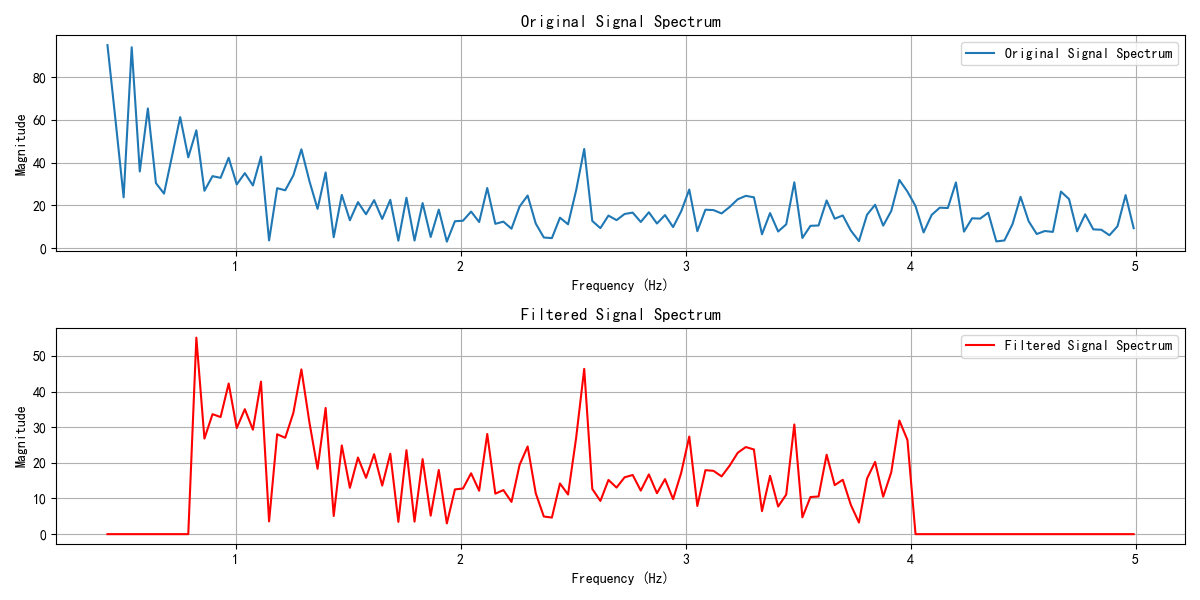 Original Signal Spectrum
Original Signal Spectrum
Magnitude
80
60
40
20
0
1 2 3 4 5
Frequency (Hz)
Filtered Signal Spectrum
Filtered Signal Spectrum
Magnitude
50
40
30
20
10
0
1 2 3 4 5
Frequency (Hz)